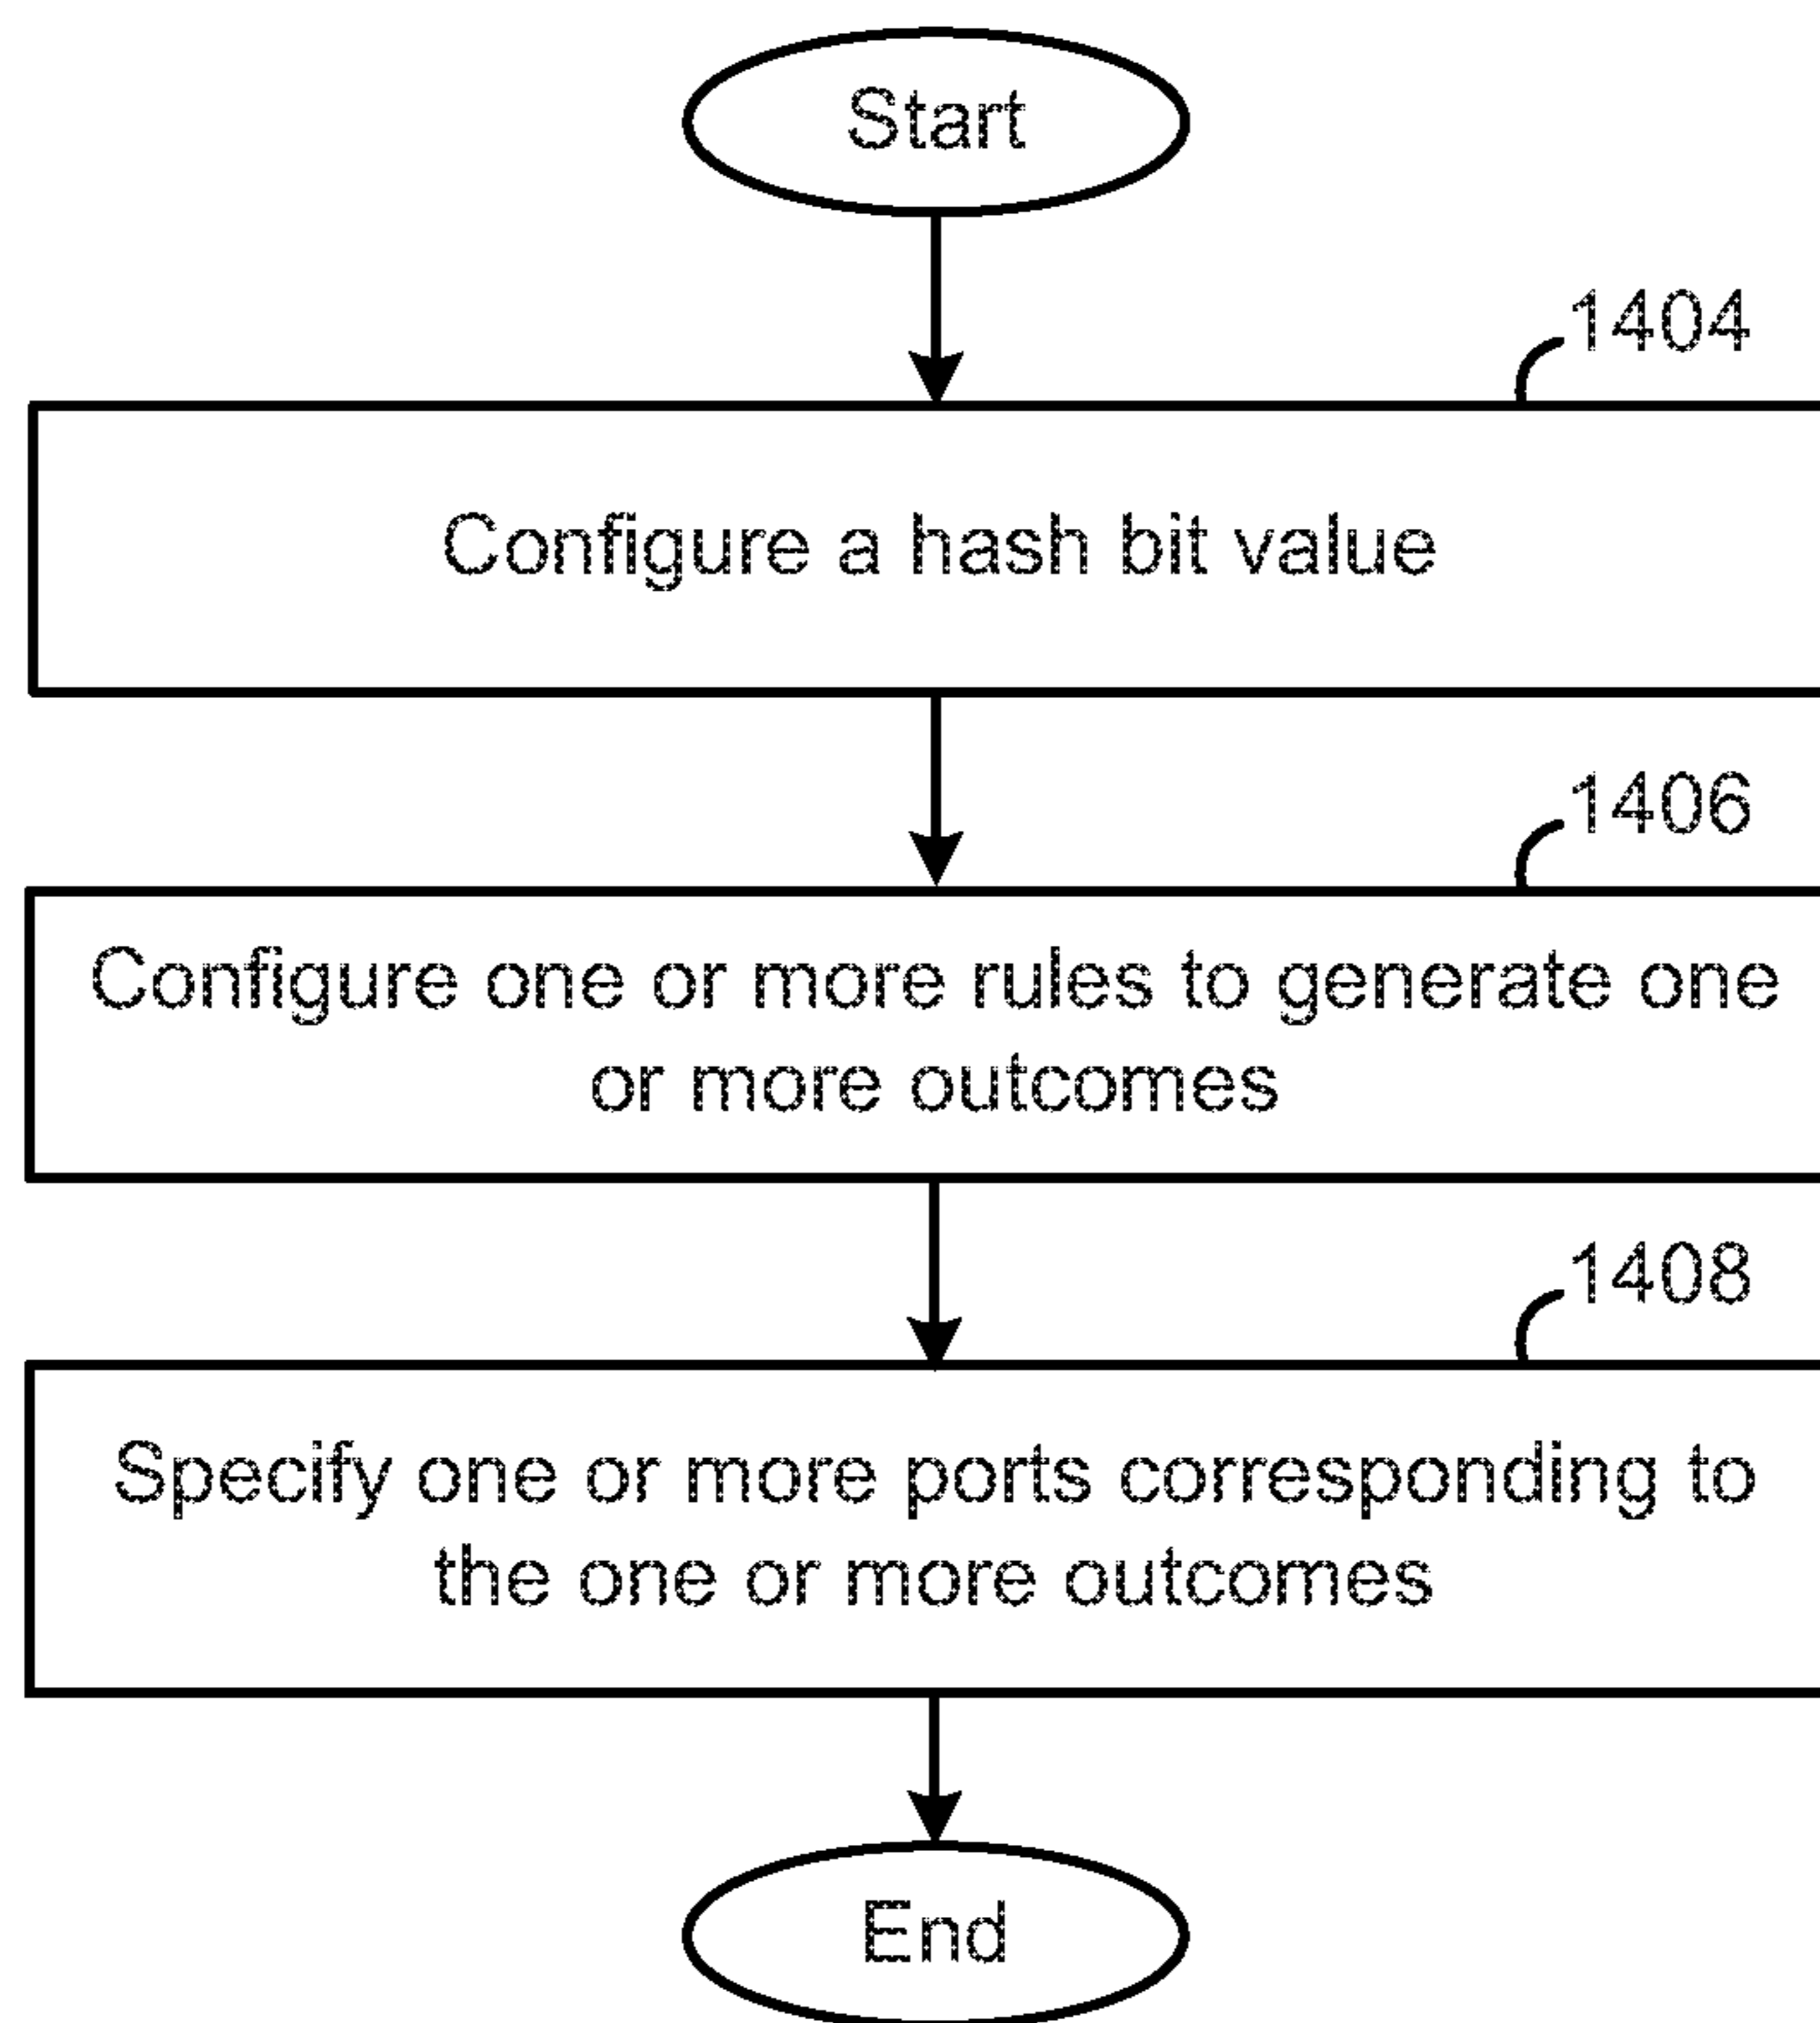 Start
1404
Configure a hash bit value
1406
Configure one or more rules to generate one
or more outcomes
1408
Specify one or more ports corresponding to
the one or more outcomes
End